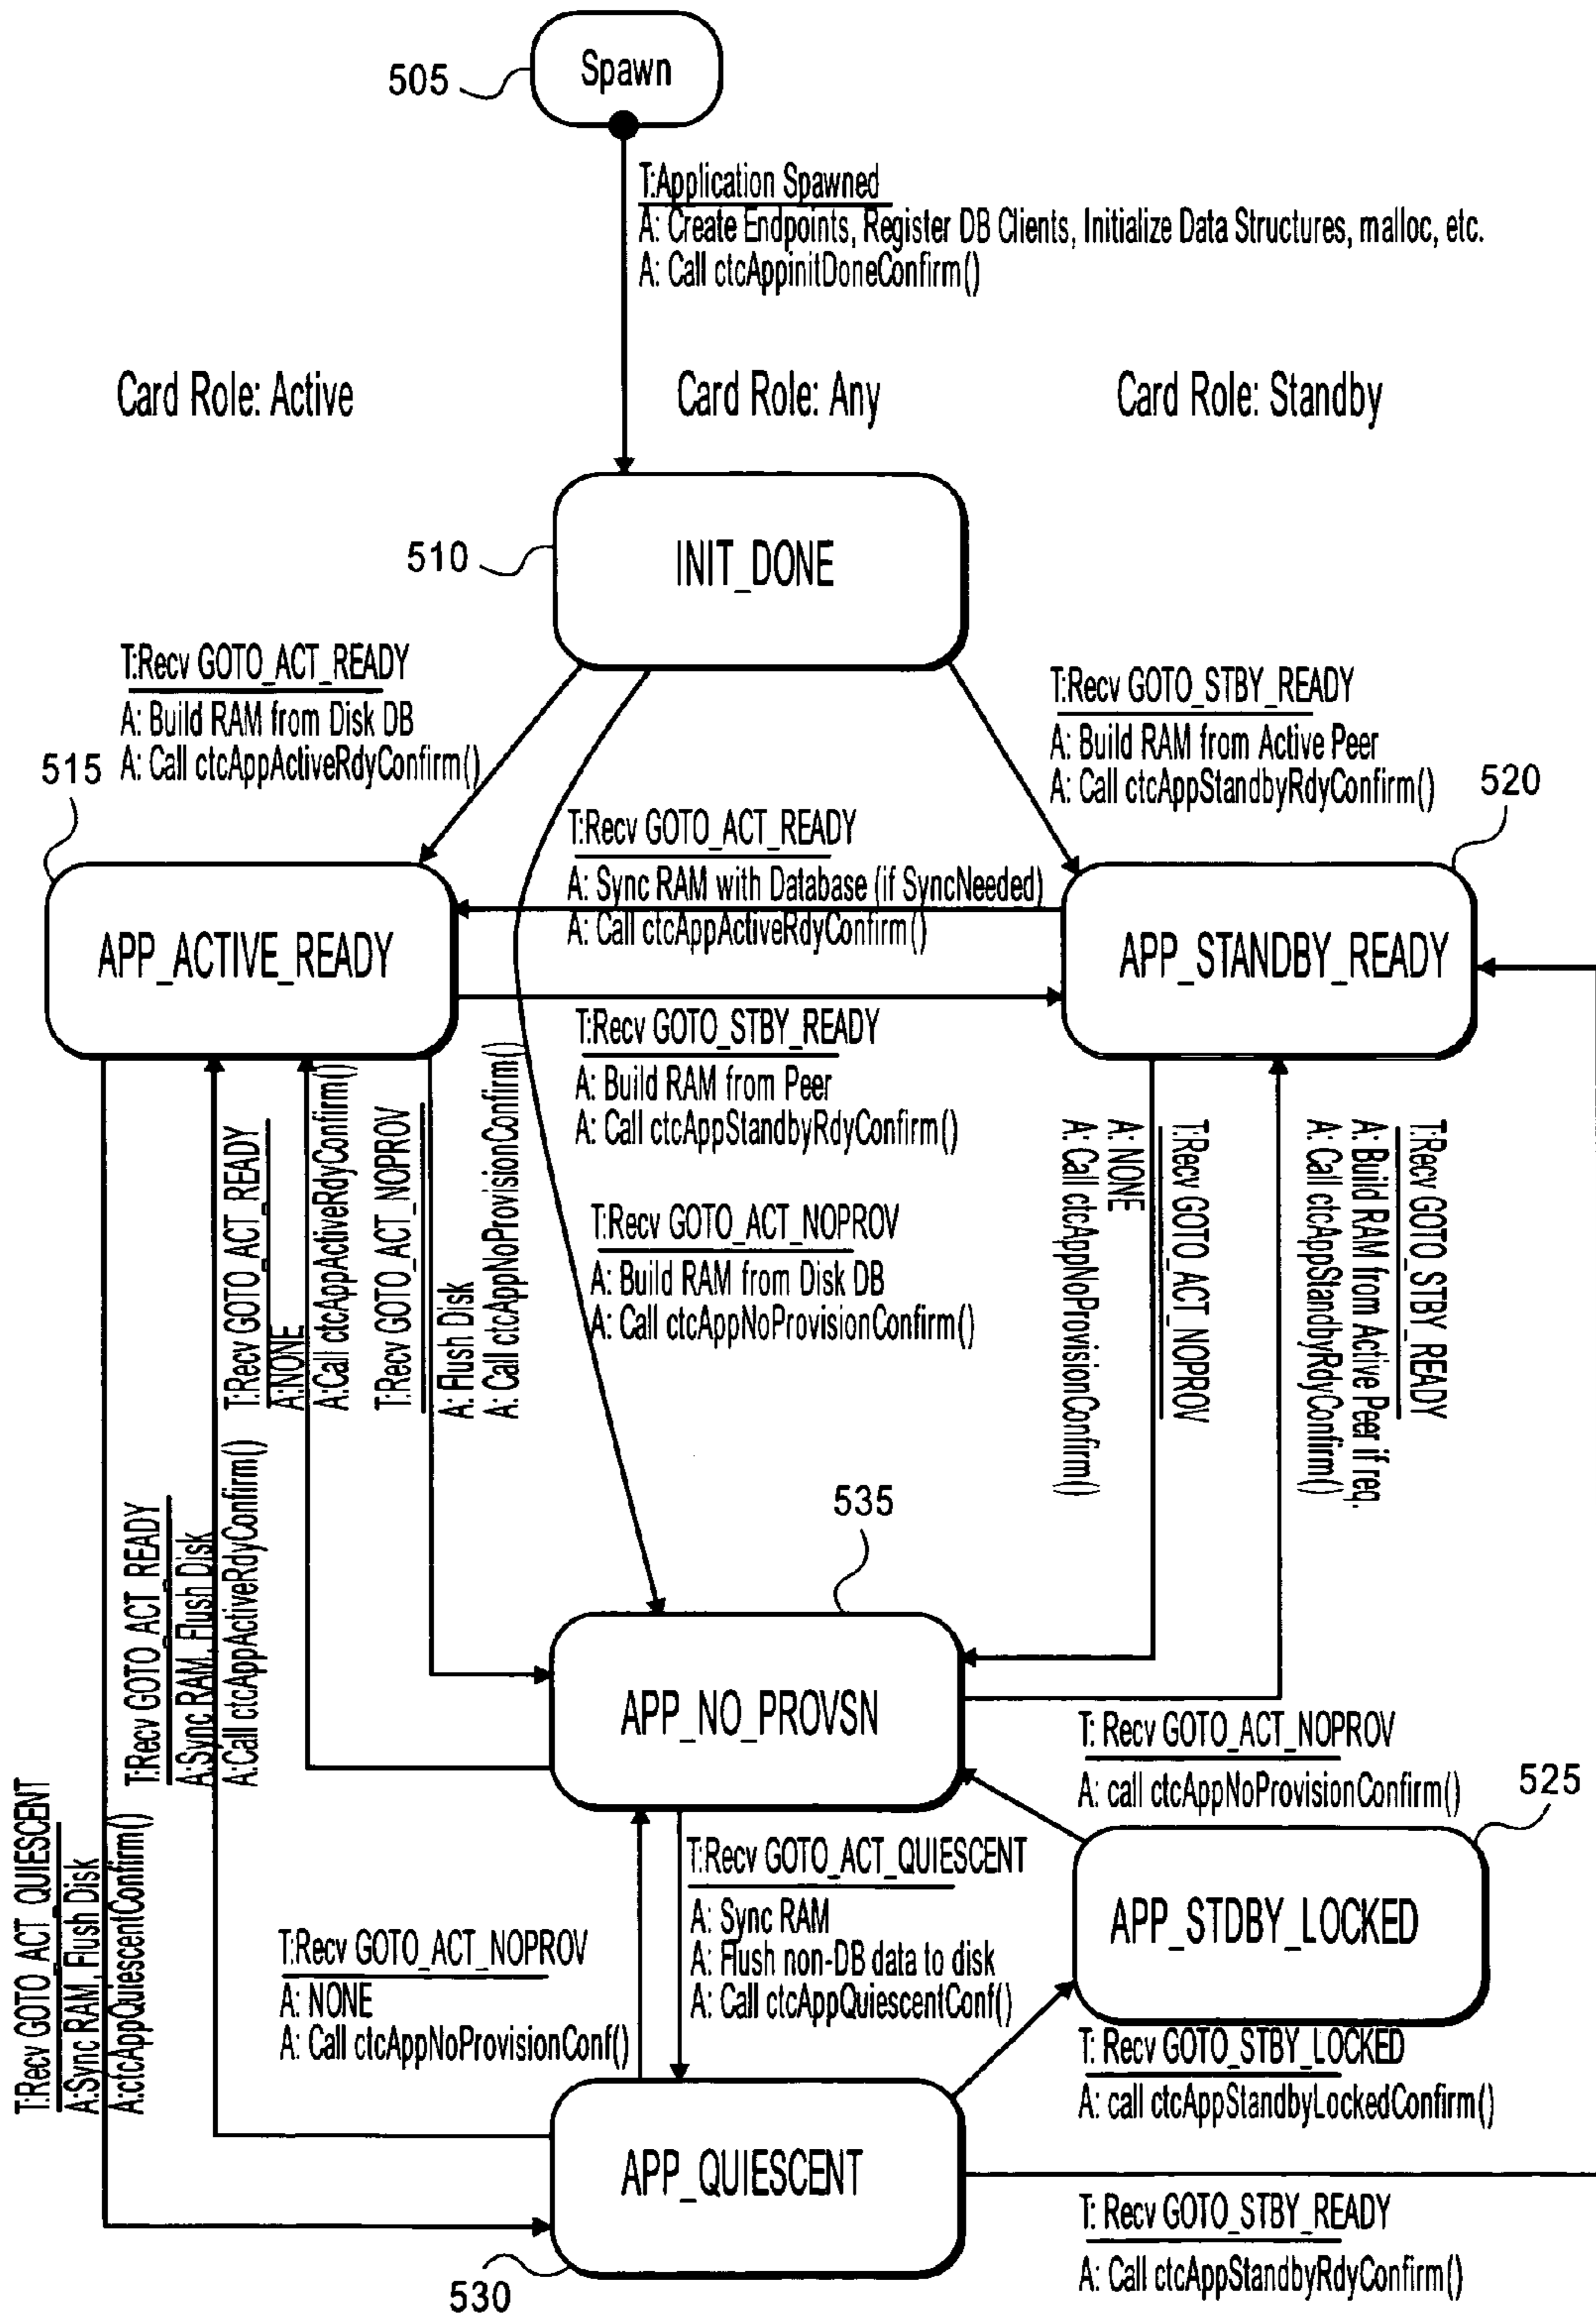 Spawn
505
T:Application Spawned
A: Create Endpoints, Register DB Clients, Initialize Data Structures, malloc, etc.
A: Call ctcAppinitDoneConfirm()
Card Role: Active
Card Role: Any
Card Role: Standby
510
INIT_DONE
T:Recv GOTO_ACT_READY
A: Build RAM from Disk DB
A: Call ctcAppActiveRdyConfirm()
T:Recv GOTO_STBY_READY
A: Build RAM from Active Peer
A: Call ctcAppStandbyRdyConfirm()
515
520
T:Recv GOTO_ACT_READY
A: Sync RAM with Database (if SyncNeeded)
A: Call ctcAppActiveRdyConfirm()
APP_ACTIVE_READY
APP_STANDBY_READY
T:Recv GOTO_STBY_READY
A: Build RAM from Peer
A: Call ctcAppStandbyRdyConfirm()
T:Recv GOTO_ACT_READY
A:NONE
A:Call ctcAppActiveRdyConfirm()
T:Recv GOTO_ACT_NOPROV
A: Flush Disk
A: Call ctcAppNoProvisionConfirm()
T:Recv GOTO_ACT_NOPROV
A: Build RAM from Disk DB
A: Call ctcAppNoProvisionConfirm()
T:Recv GOTO_ACT_NOPROV
A: NONE
A: Call ctcAppNoProvisionConfirm()
T:Recv GOTO_STBY_READY
A: Build RAM from Active Peer if req.
A: Call ctcAppStandbyRdyConfirm()
T:Recv GOTO_ACT_READY
A:Sync RAM, Flush Disk
A:Call ctcAppActiveRdyConfirm()
535
APP_NO_PROVSN
T: Recv GOTO_ACT_NOPROV
A: call ctcAppNoProvisionConfirm()
525
APP_STDBY_LOCKED
T:Recv GOTO_ACT_QUIESCENT
A:Sync RAM, Flush Disk
A:ctcAppQuiescentConfirm()
T:Recv GOTO_ACT_NOPROV
A: NONE
A: Call ctcAppNoProvisionConf()
T:Recv GOTO_ACT_QUIESCENT
A: Sync RAM
A: Flush non-DB data to disk
A: Call ctcAppQuiescentConf()
T: Recv GOTO_STBY_LOCKED
A: call ctcAppStandbyLockedConfirm()
APP_QUIESCENT
530
T: Recv GOTO_STBY_READY
A: Call ctcAppStandbyRdyConfirm()